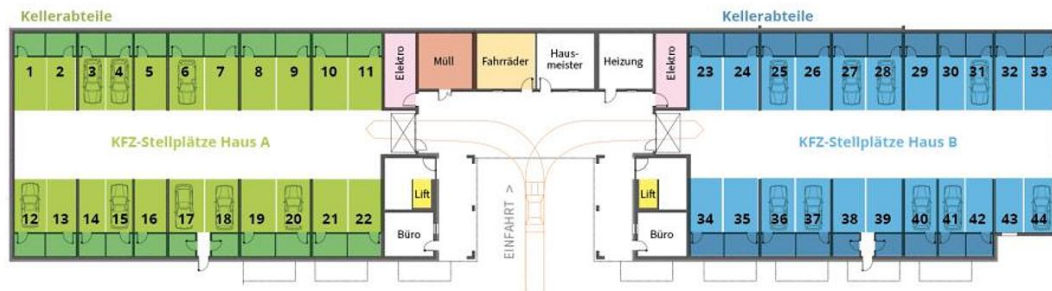 Kellerabteile
Kellerabteile
1 2 3 4 5 6 7 8 9 10 11
Elektro
Müll
Fahrräder
Haus-
meister
Heizung
Elektro
23 24 25 26 27 28 29 30 31 32 33
KFZ-Stellplätze Haus A
KFZ-Stellplätze Haus B
12 13 14 15 16 17 18 19 20 21 22
Lift
Büro
EINFAHRT >
Lift
Büro
34 35 36 37 38 39 40 41 42 43 44